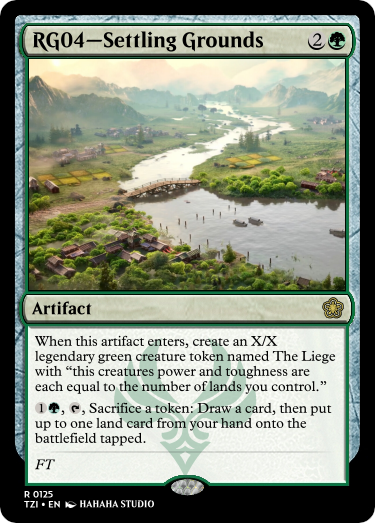 RG04—Settling Grounds 2
Artifact
When this artifact enters, create an X/X
legendary green creature token named The Liege
with “this creatures power and toughness are
each equal to the number of lands you control.”
1, Sacrifice a token: Draw a card, then put
up to one land card from your hand onto the
battlefield tapped.
FT
R 0125
TZI • EN HAHAHA STUDIO